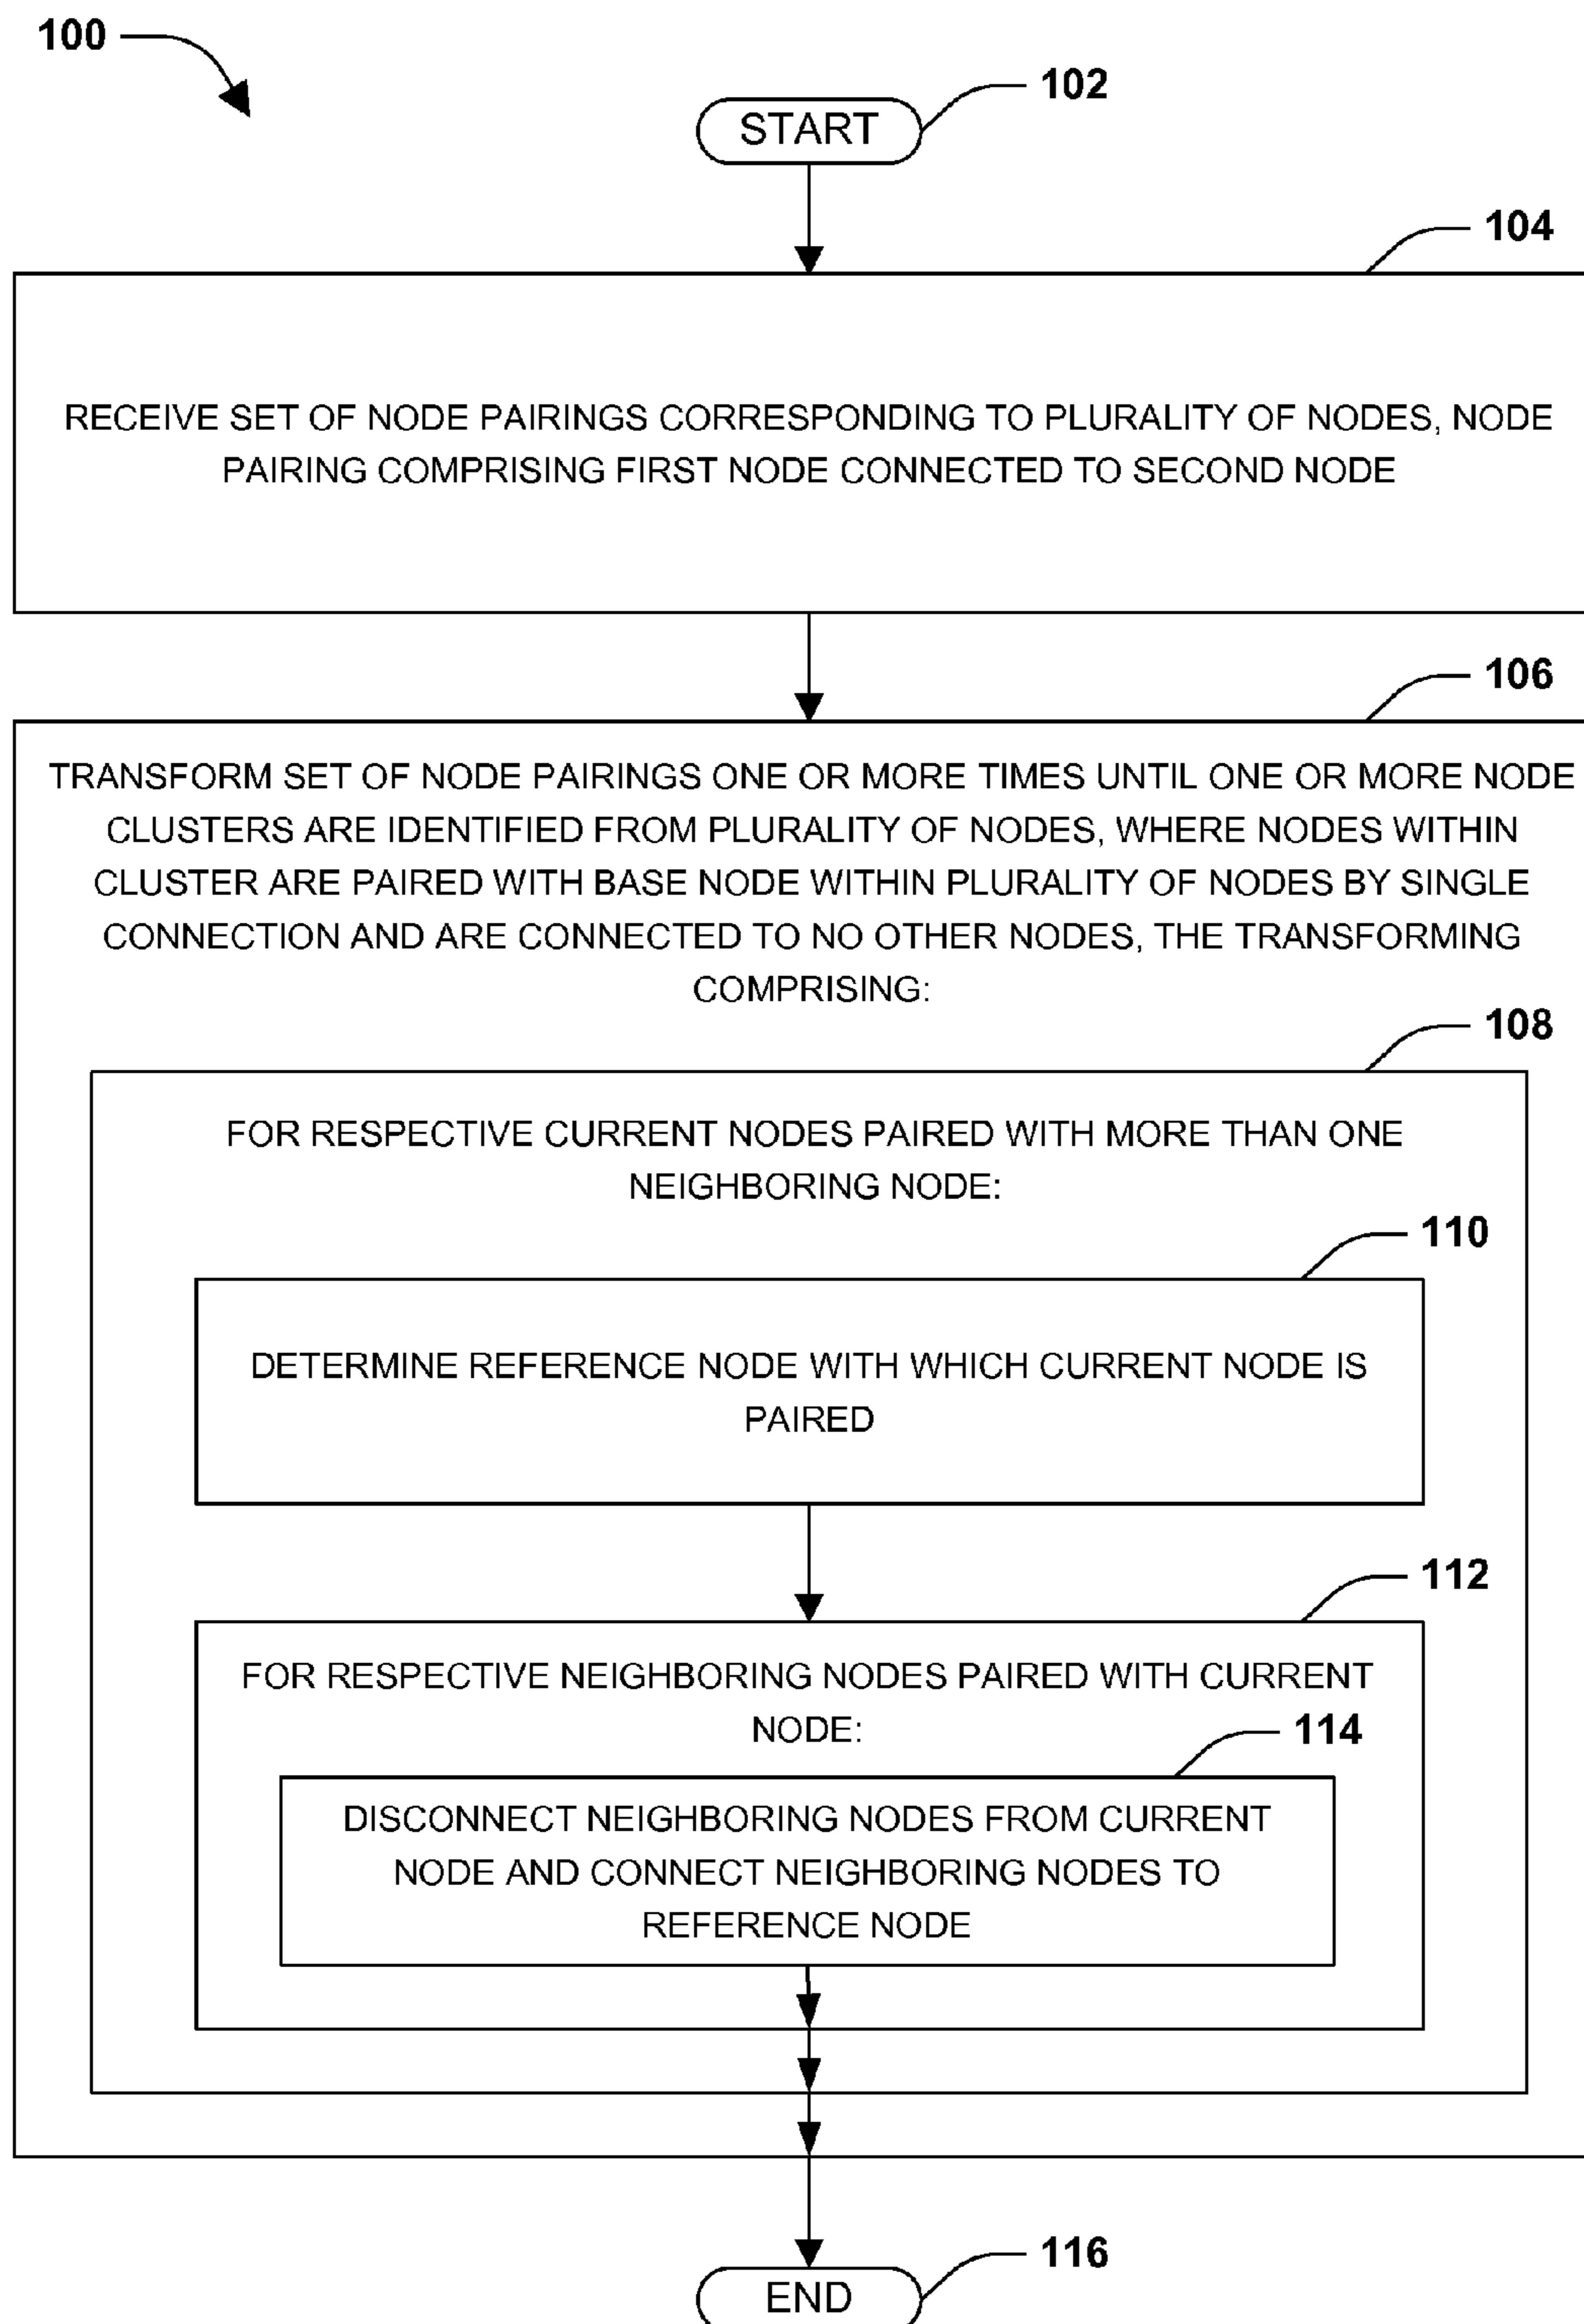 100
102
START
104
RECEIVE SET OF NODE PAIRINGS CORRESPONDING TO PLURALITY OF NODES, NODE
PAIRING COMPRISING FIRST NODE CONNECTED TO SECOND NODE
106
TRANSFORM SET OF NODE PAIRINGS ONE OR MORE TIMES UNTIL ONE OR MORE NODE
CLUSTERS ARE IDENTIFIED FROM PLURALITY OF NODES, WHERE NODES WITHIN
CLUSTER ARE PAIRED WITH BASE NODE WITHIN PLURALITY OF NODES BY SINGLE
CONNECTION AND ARE CONNECTED TO NO OTHER NODES, THE TRANSFORMING
COMPRISING:
108
FOR RESPECTIVE CURRENT NODES PAIRED WITH MORE THAN ONE
NEIGHBORING NODE:
110
DETERMINE REFERENCE NODE WITH WHICH CURRENT NODE IS
PAIRED
112
FOR RESPECTIVE NEIGHBORING NODES PAIRED WITH CURRENT
NODE:
114
DISCONNECT NEIGHBORING NODES FROM CURRENT
NODE AND CONNECT NEIGHBORING NODES TO
REFERENCE NODE
116
END